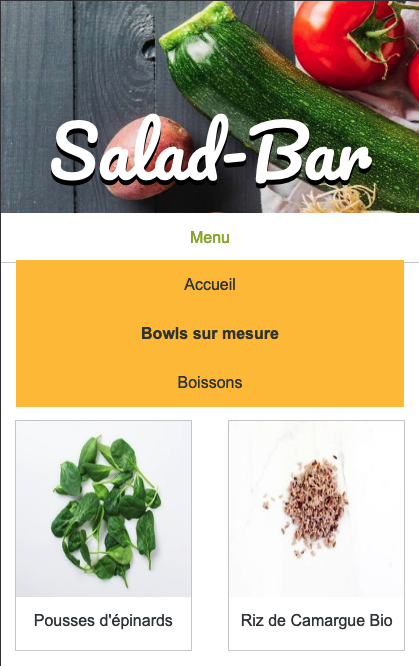 Salad-Bar
Menu
Accueil
Bowls sur mesure
Boissons
Pousses d'épinards
Riz de Camargue Bio